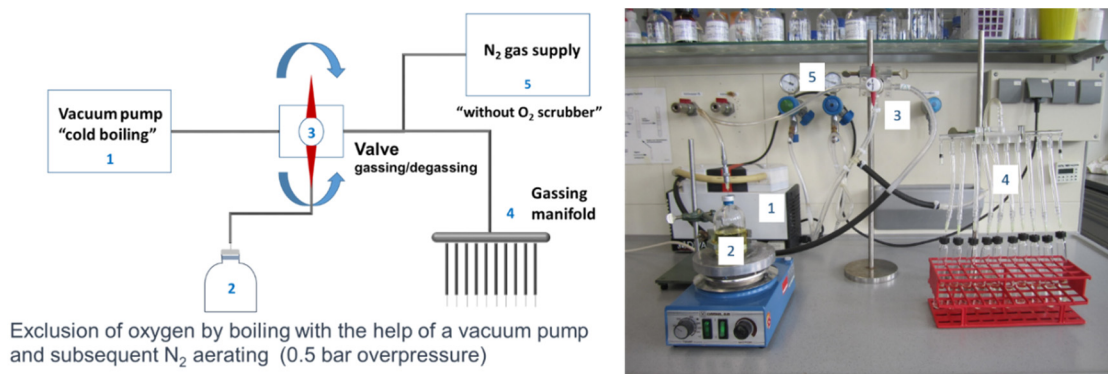 N₂ gas supply
5
"without O₂ scrubber"
Vacuum pump
"cold boiling"
1
3
Valve
gassing/degassing
Gassing
manifold
4
2
Exclusion of oxygen by boiling with the help of a vacuum pump
and subsequent N₂ aerating (0.5 bar overpressure)
5
3
4
1
2